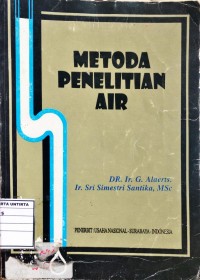 METODA
PENELITIAN
AIR
DR. Ir. G. Alaerts.
Ir. Sri Simestri Santika, MSc
PENERBIT USAHA NASIONAL - SURABAYA - INDONESIA